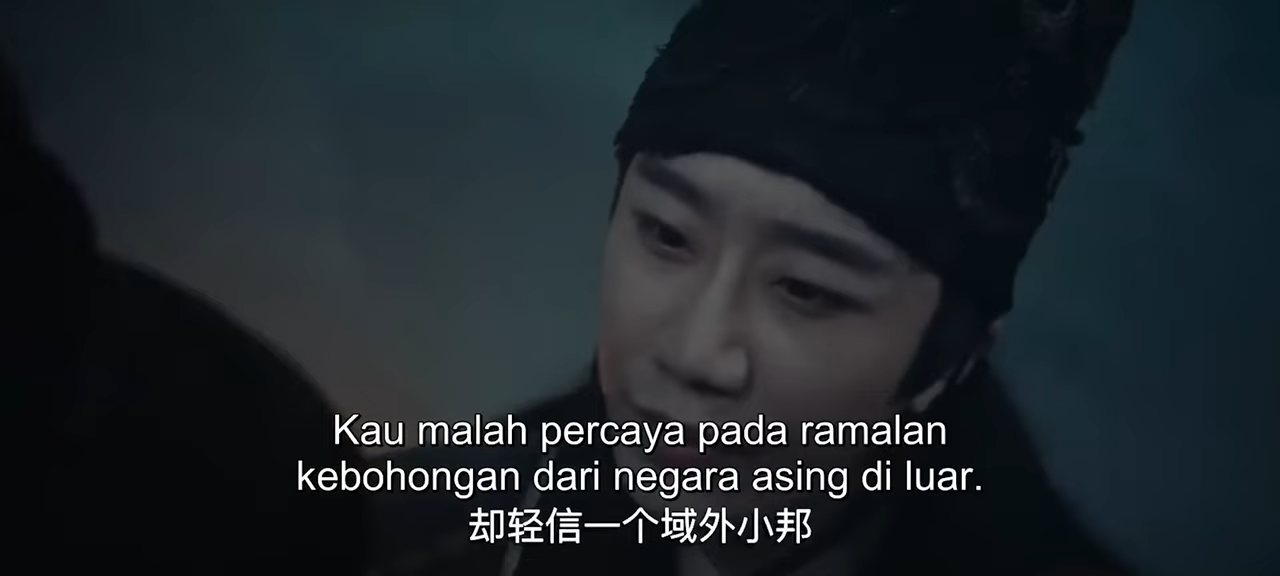 Kau malah percaya pada ramalan
kebohongan dari negara asing di luar.
却轻信一个域外小邦